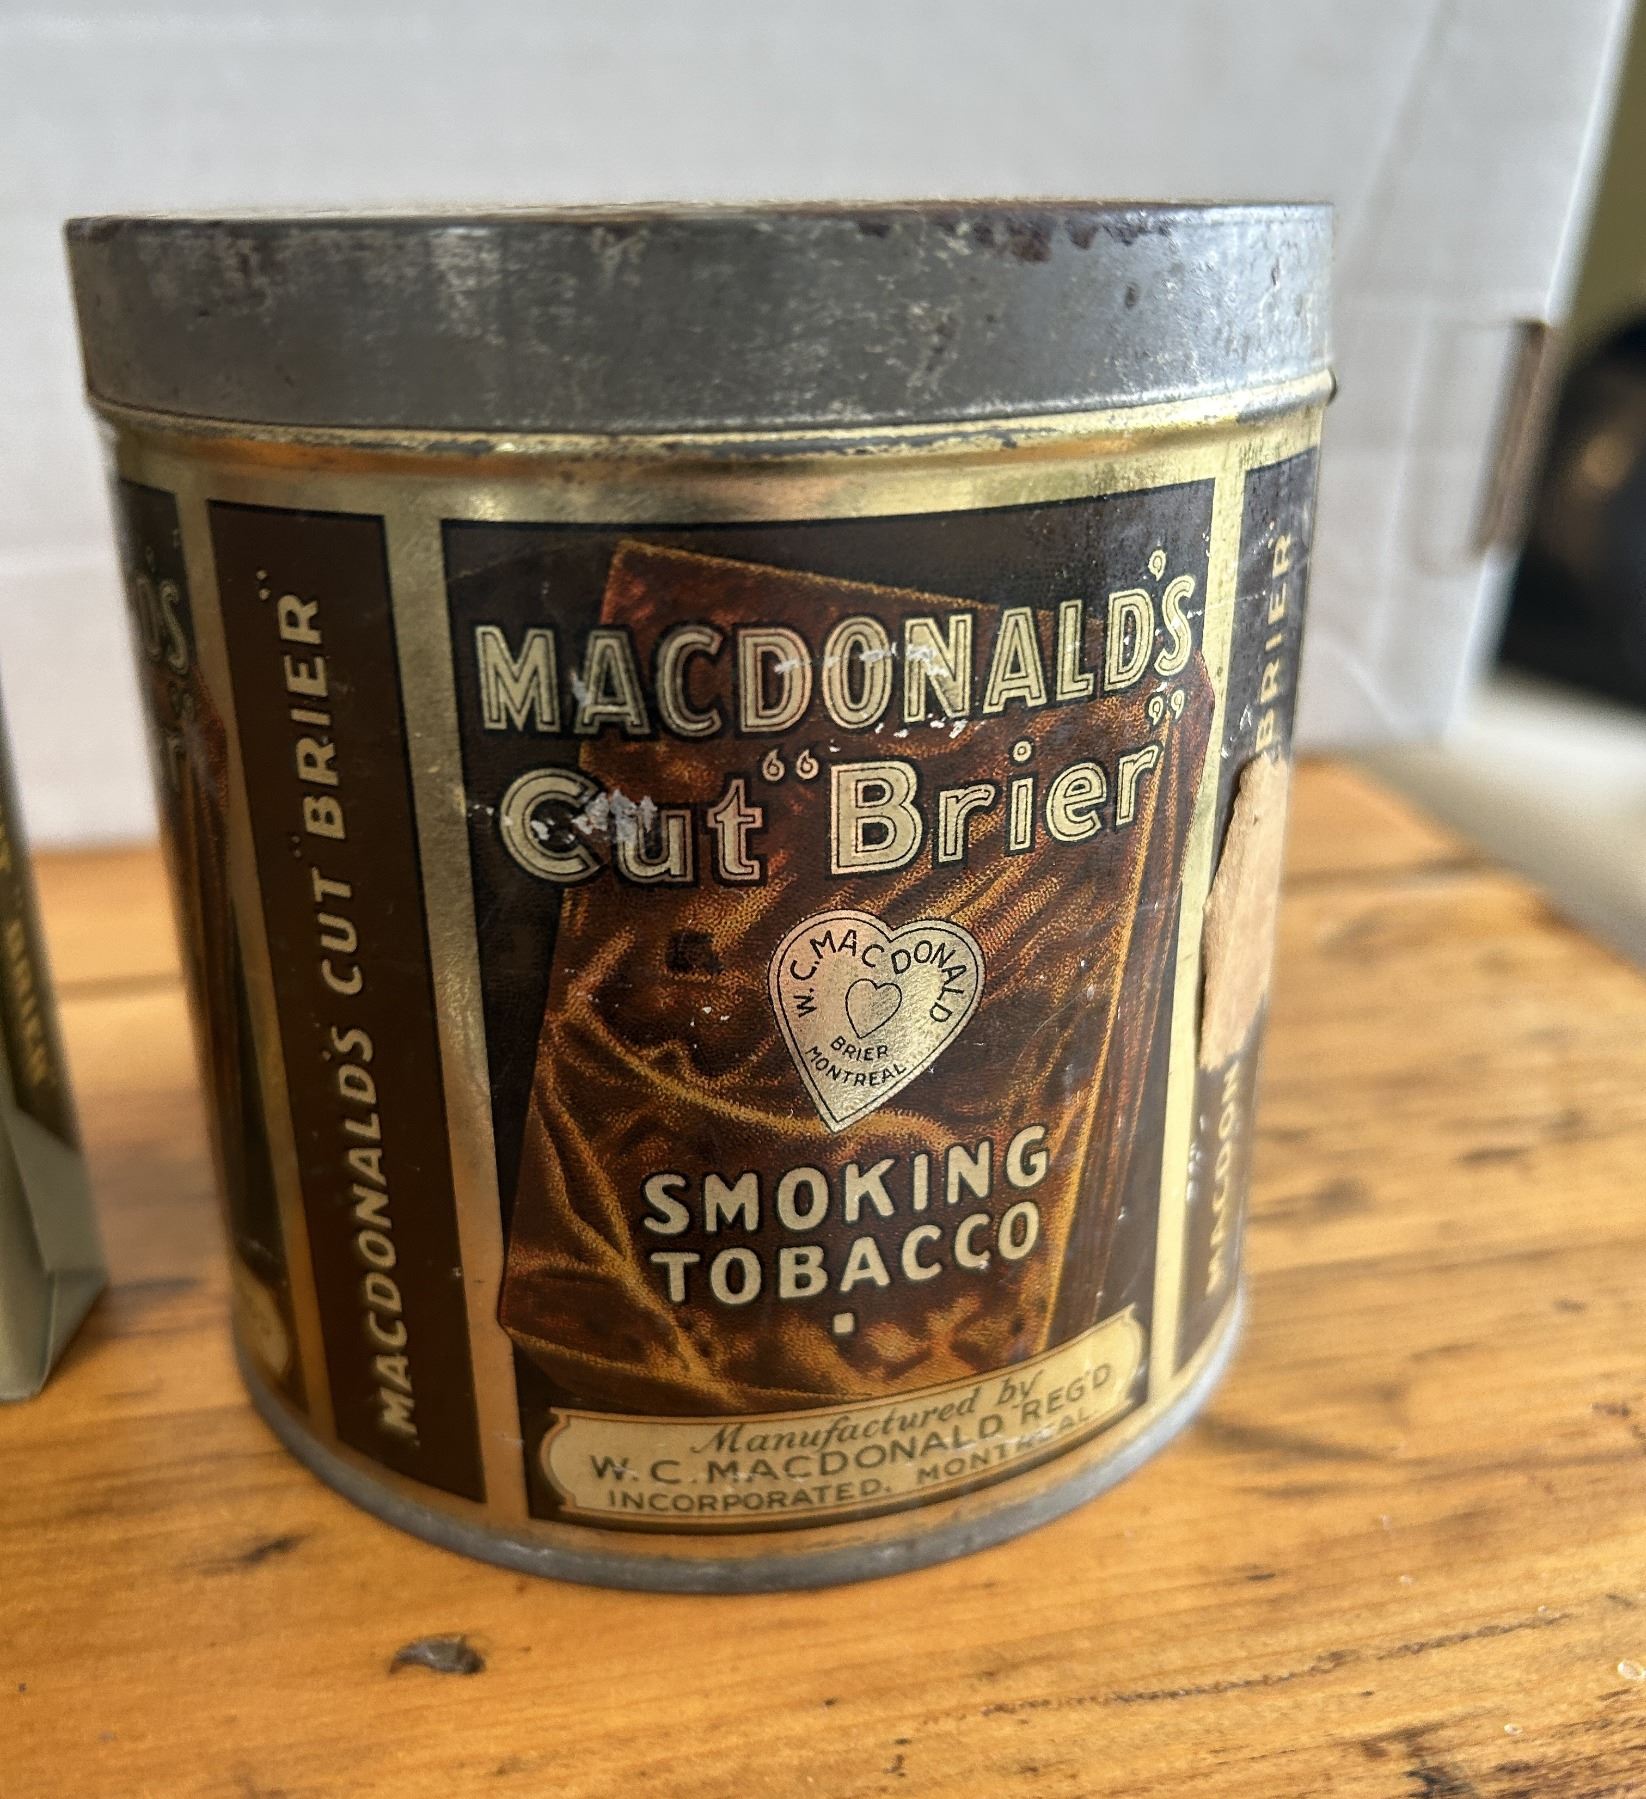 MACDONALD'S
Cut "Brier"
W.C. MACDONALD
BRIER
MONTREAL
SMOKING
TOBACCO
Manufactured by
W.C. MACDONALD REG'D
INCORPORATED. MONTREAL.
MACDONALD'S CUT "BRIER"
BRIER"